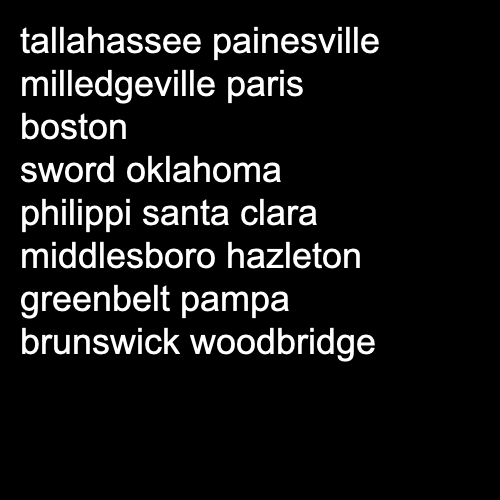 tallahassee painesville
milledgeville paris
boston
sword oklahoma
philippi santa clara
middlesboro hazleton
greenbelt pampa
brunswick woodbridge